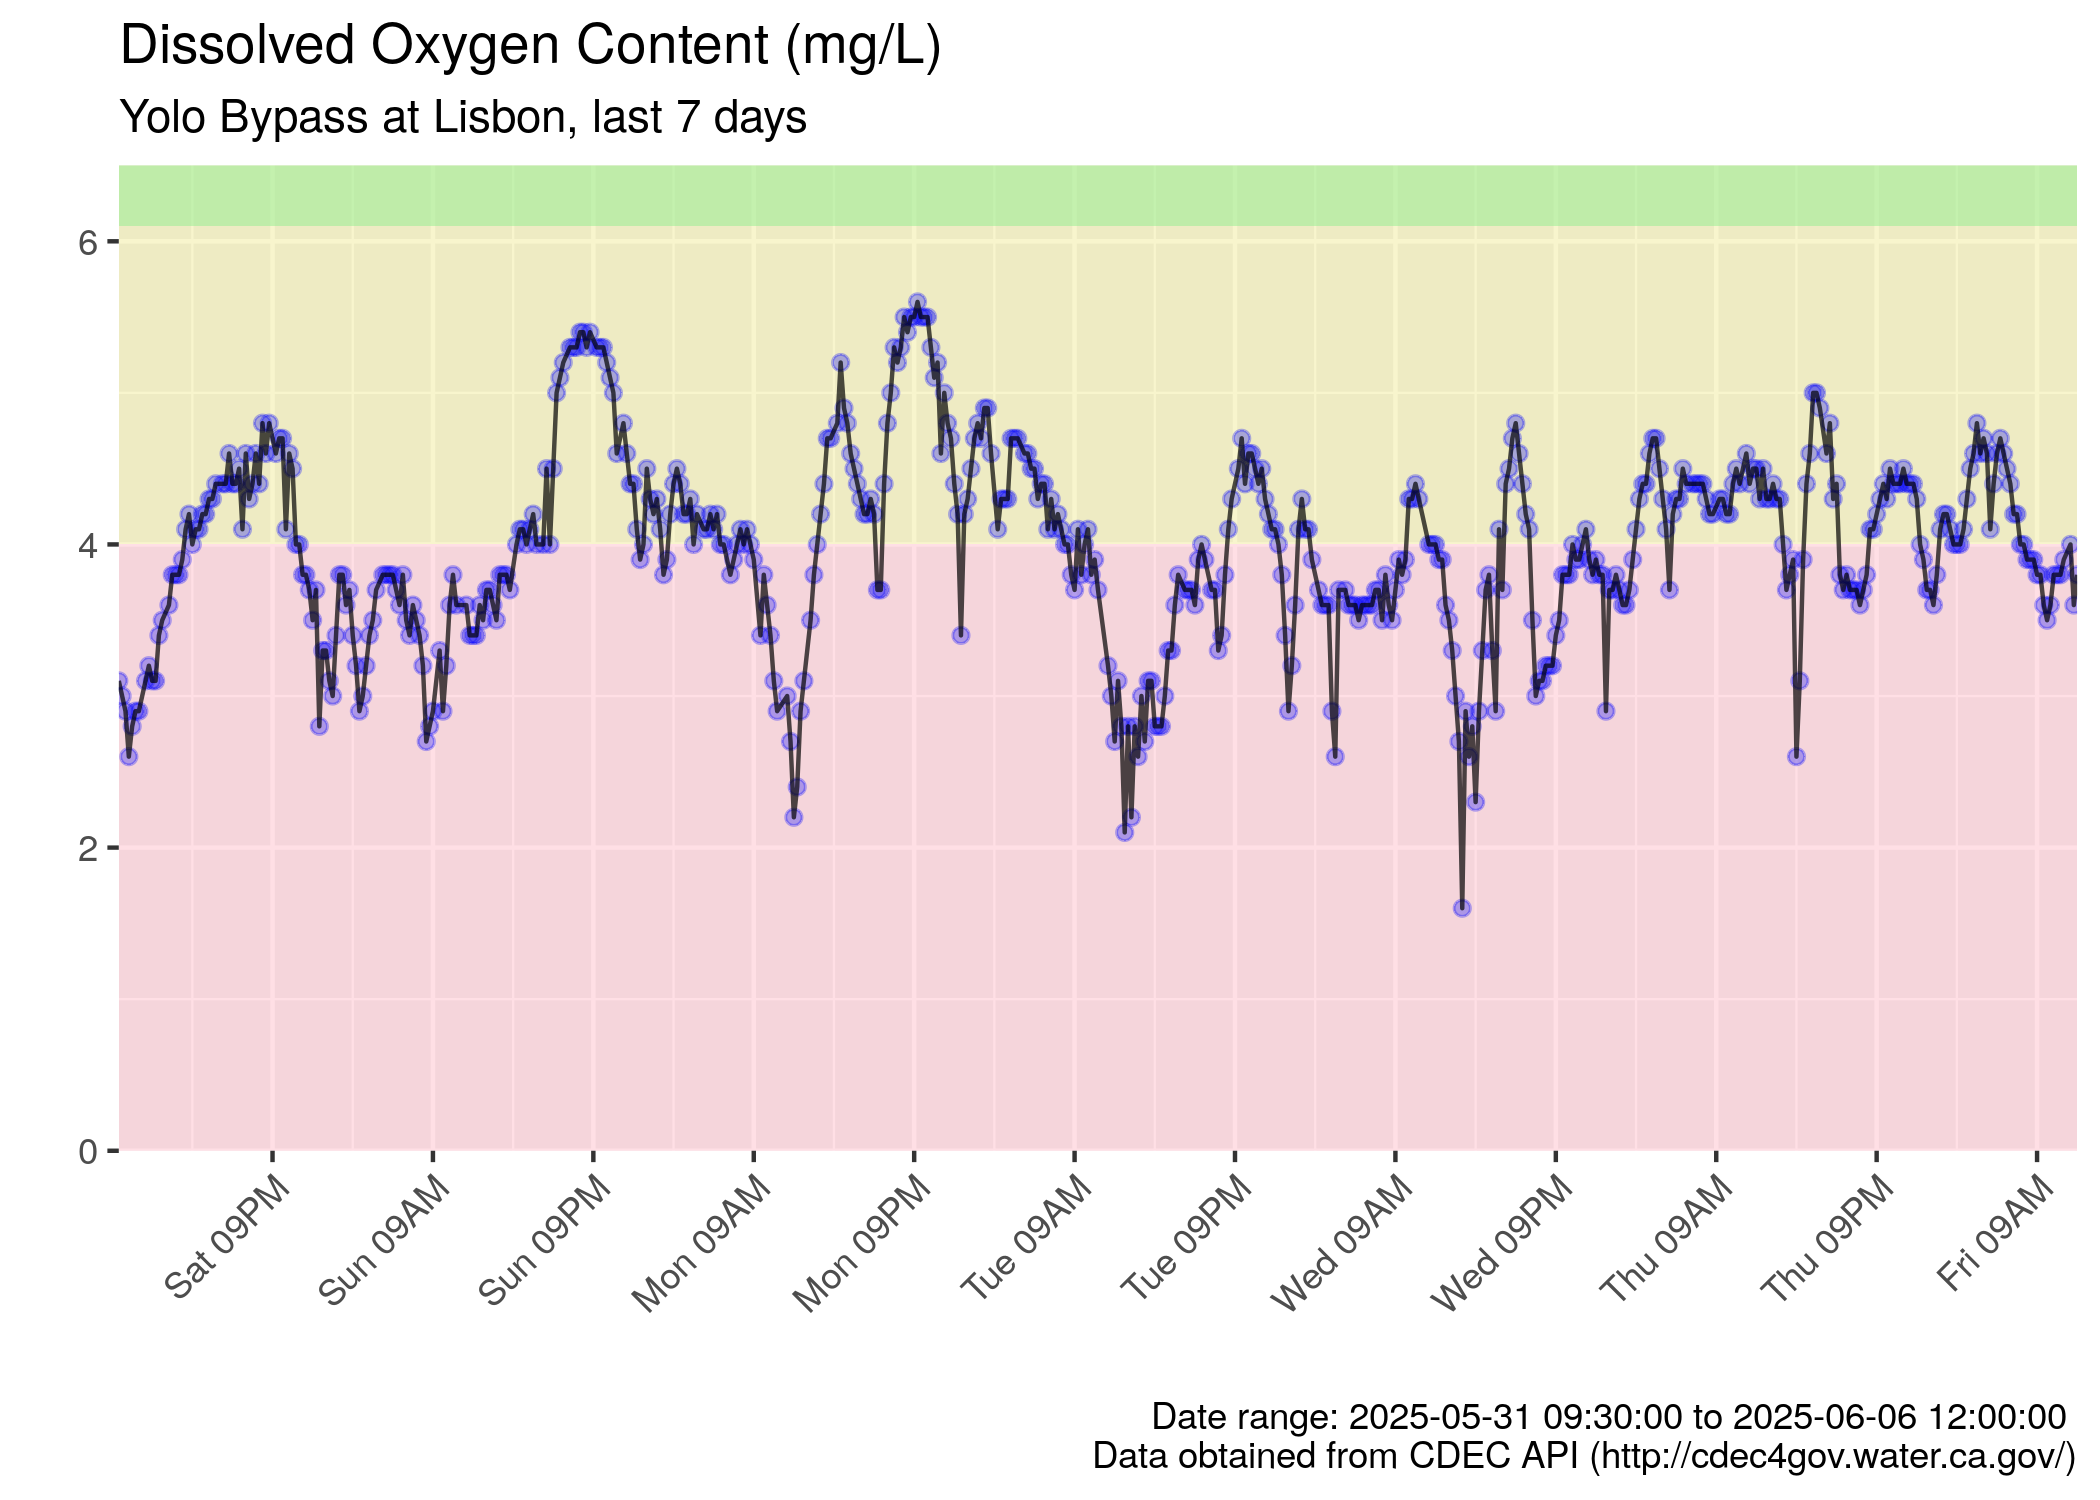 Dissolved Oxygen Content (mg/L)
Yolo Bypass at Lisbon, last 7 days
6
4
2
0
Sat 09PM
Sun 09AM
Sun 09PM
Mon 09AM
Mon 09PM
Tue 09AM
Tue 09PM
Wed 09AM
Wed 09PM
Thu 09AM
Thu 09PM
Fri 09AM
Date range: 2025-05-31 09:30:00 to 2025-06-06 12:00:00
Data obtained from CDEC API (http://cdec4gov.water.ca.gov/)